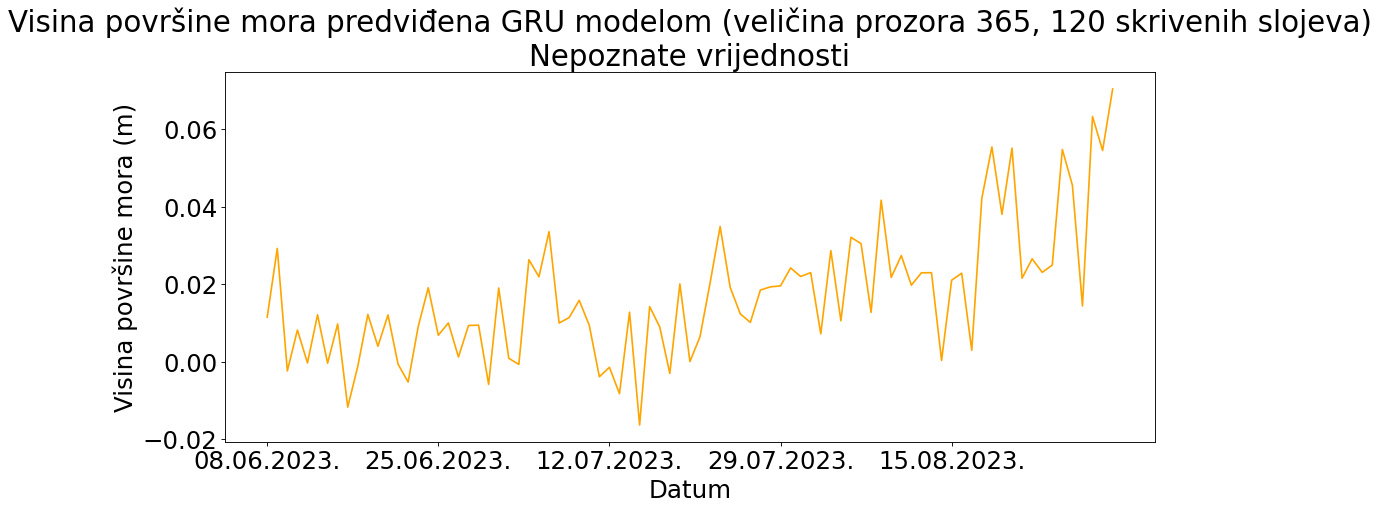 Visina površine mora predviđena GRU modelom (veličina prozora 365, 120 skrivenih slojeva)
Nepoznate vrijednosti
Visina površine mora (m)
0.06
0.04
0.02
0.00
−0.02
08.06.2023. 25.06.2023. 12.07.2023. 29.07.2023. 15.08.2023.
Datum